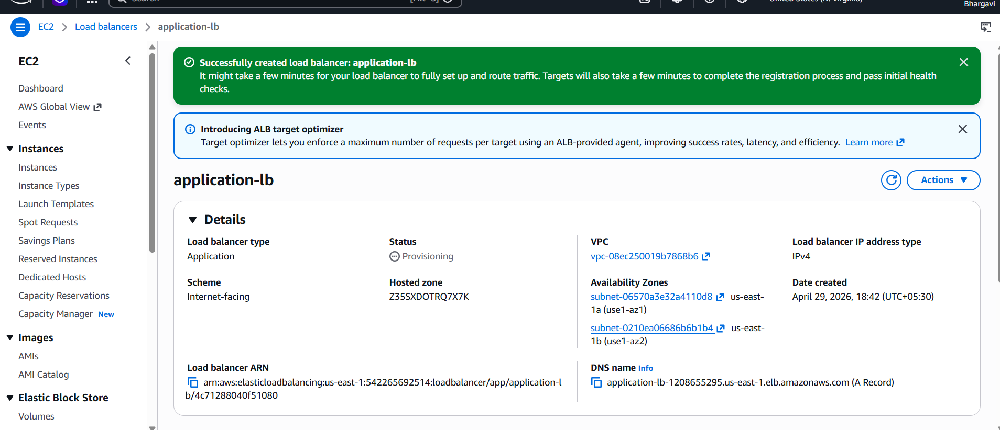 Search
[Alt+S]
United States (N. Virginia)
Bhargavi
EC2
Load balancers
application-lb
EC2
Dashboard
AWS Global View
Events
Instances
Instances
Instance Types
Launch Templates
Spot Requests
Savings Plans
Reserved Instances
Dedicated Hosts
Capacity Reservations
Capacity Manager New
Images
AMIs
AMI Catalog
Elastic Block Store
Volumes
Successfully created load balancer: application-lb
It might take a few minutes for your load balancer to fully set up and route traffic. Targets will also take a few minutes to complete the registration process and pass initial health
checks.
Introducing ALB target optimizer
Target optimizer lets you enforce a maximum number of requests per target using an ALB-provided agent, improving success rates, latency, and efficiency. Learn more
application-lb
Actions
Details
Load balancer type
Application
Status
Provisioning
VPC
vpc-08ec250019b7868b6
Load balancer IP address type
IPv4
Scheme
Internet-facing
Hosted zone
Z35SXDOTRQ7X7K
Availability Zones
subnet-06570a3e32a4110d8 us-east-
1a (use1-az1)
subnet-0210ea06686b6b1b4 us-east-
1b (use1-az2)
Date created
April 29, 2026, 18:42 (UTC+05:30)
Load balancer ARN
arn:aws:elasticloadbalancing:us-east-1:542265692514:loadbalancer/app/application-l
b/4c71288040f51080
DNS name Info
application-lb-1208655295.us-east-1.elb.amazonaws.com (A Record)